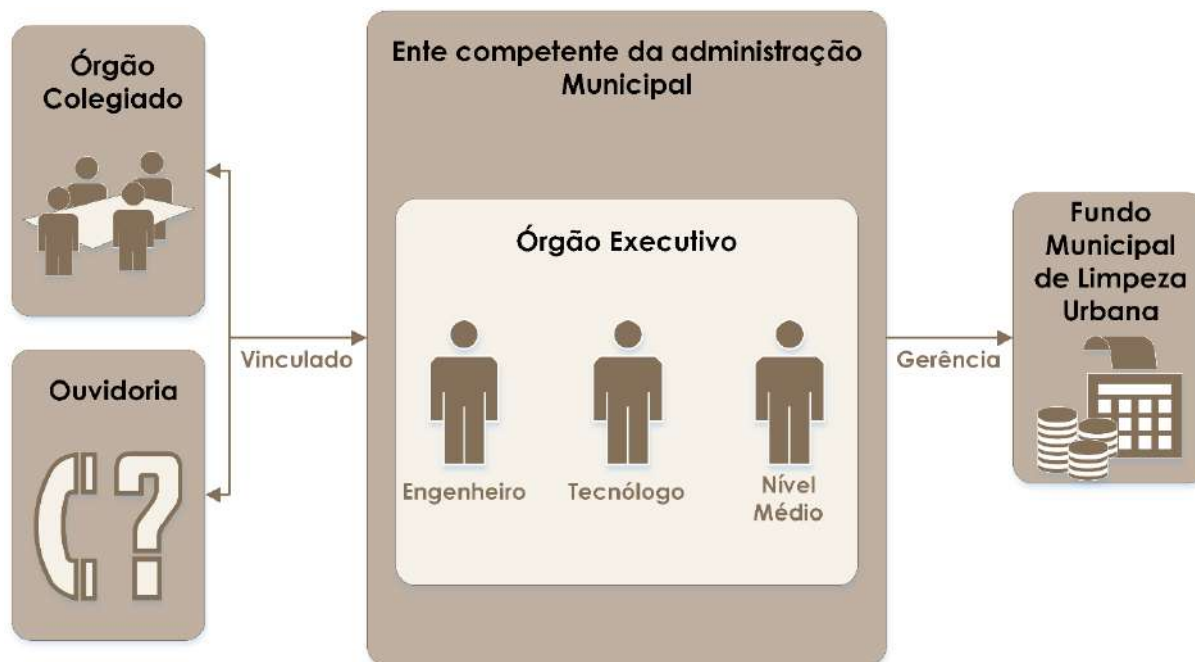 Órgão
Colegiado
Ouvidoria
Vinculado
Ente competente da administração
Municipal
Órgão Executivo
Engenheiro
Tecnólogo
Nível
Médio
Gerência
Fundo
Municipal
de Limpeza
Urbana